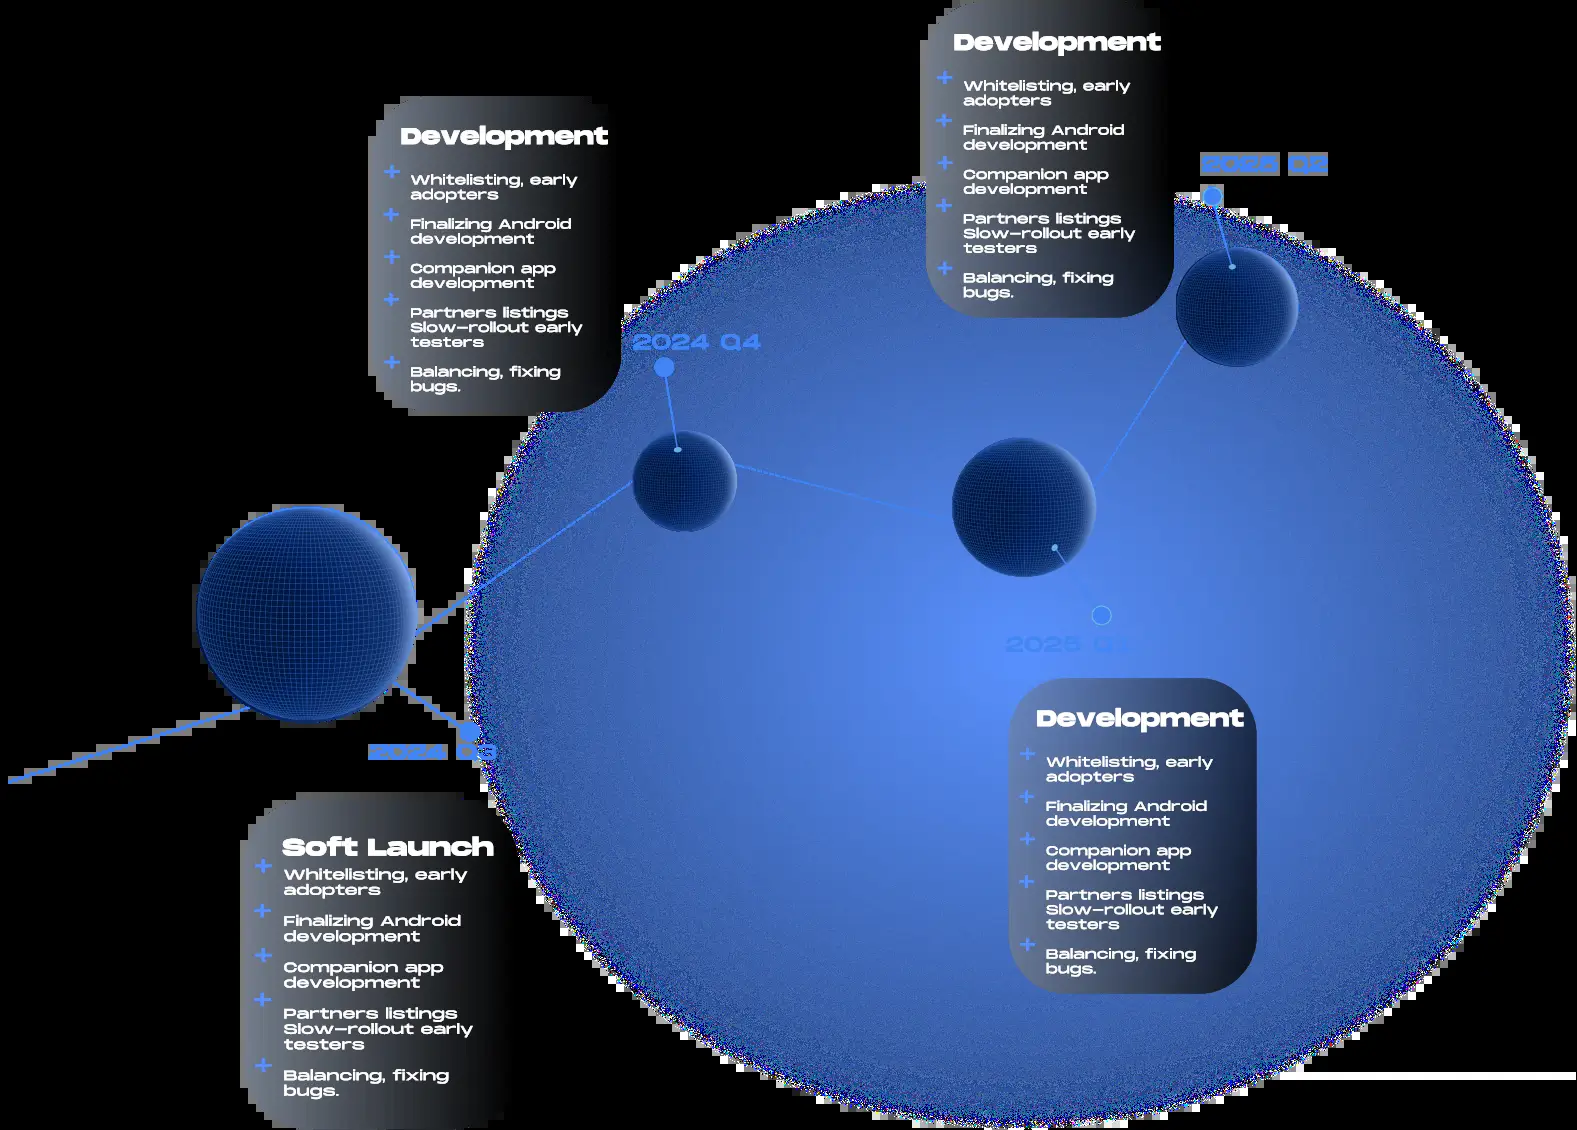 Development
+ Whitelisting, early
adopters
+ Finalizing Android
development
+ Companion app
development
+ Partners listings
Slow-rollout early
testers
+ Balancing, fixing
bugs.
2024 Q4
Development
+ Whitelisting, early
adopters
+ Finalizing Android
development
+ Companion app
development
+ Partners listings
Slow-rollout early
testers
+ Balancing, fixing
bugs.
2025 Q2
2024 Q3
Soft Launch
+ Whitelisting, early
adopters
+ Finalizing Android
development
+ Companion app
development
+ Partners listings
Slow-rollout early
testers
+ Balancing, fixing
bugs.
2025
Development
+ Whitelisting, early
adopters
+ Finalizing Android
development
+ Companion app
development
+ Partners listings
Slow-rollout early
testers
+ Balancing, fixing
bugs.